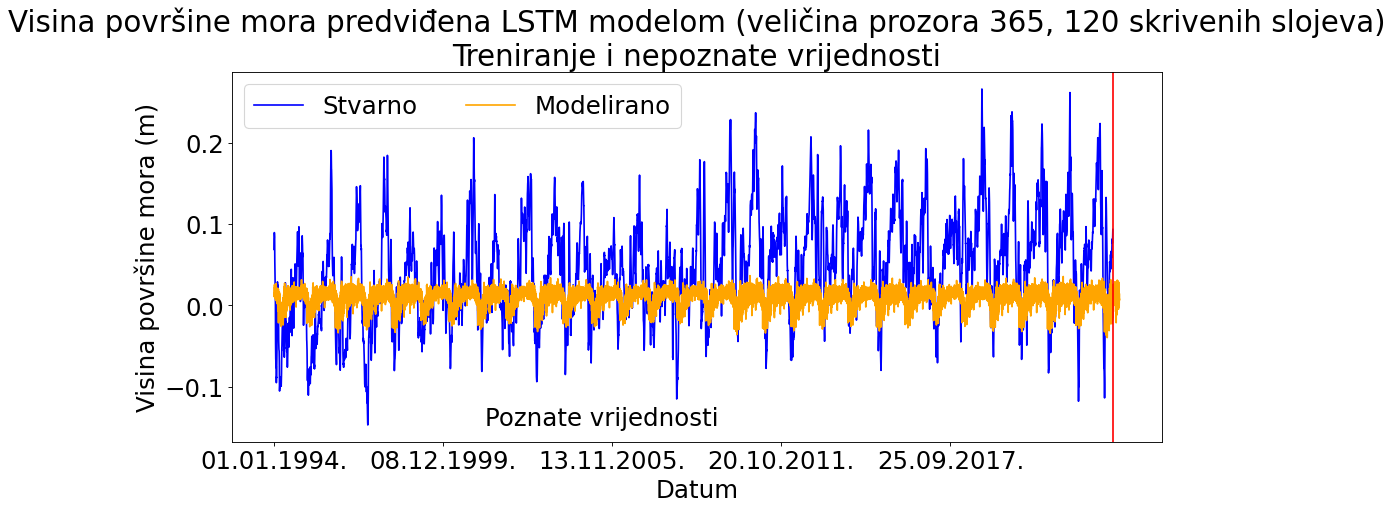 Visina površine mora predviđena LSTM modelom (veličina prozora 365, 120 skrivenih slojeva)
Treniranje i nepoznate vrijednosti
Stvarno Modelirano
Visina površine mora (m)
0.2
0.1
0.0
−0.1
Poznate vrijednosti
01.01.1994. 08.12.1999. 13.11.2005. 20.10.2011. 25.09.2017.
Datum